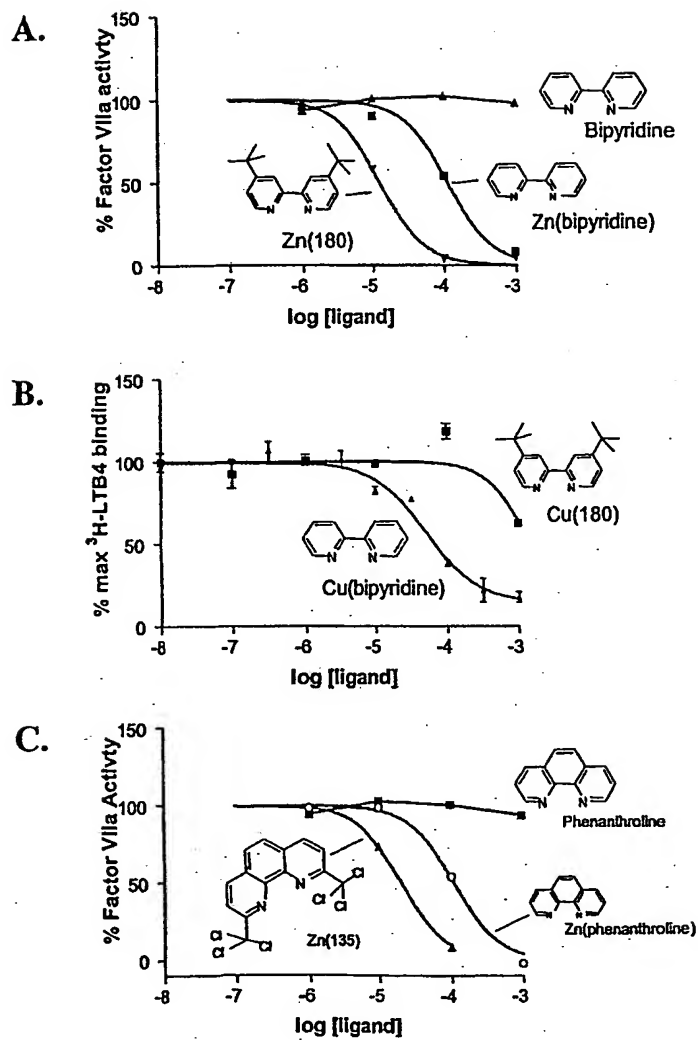 A.
% Factor VIIa activty
150
100
50
0
-8 -7 -6 -5 -4 -3
log [ligand]
N N
Bipyridine
N N
Zn(180)
N N
Zn(bipyridine)
B.
% max ³H-LTB4 binding
150
100
50
0
-8 -7 -6 -5 -4 -3
log [ligand]
N N
Cu(180)
N N
Cu(bipyridine)
C.
% Factor VIIa Activty
150
100
50
0
-8 -7 -6 -5 -4 -3
log [ligand]
N N
Phenanthroline
N N
Cl
Cl Cl
Cl
Cl Cl
Zn(135)
N N
Zn(phenanthroline)